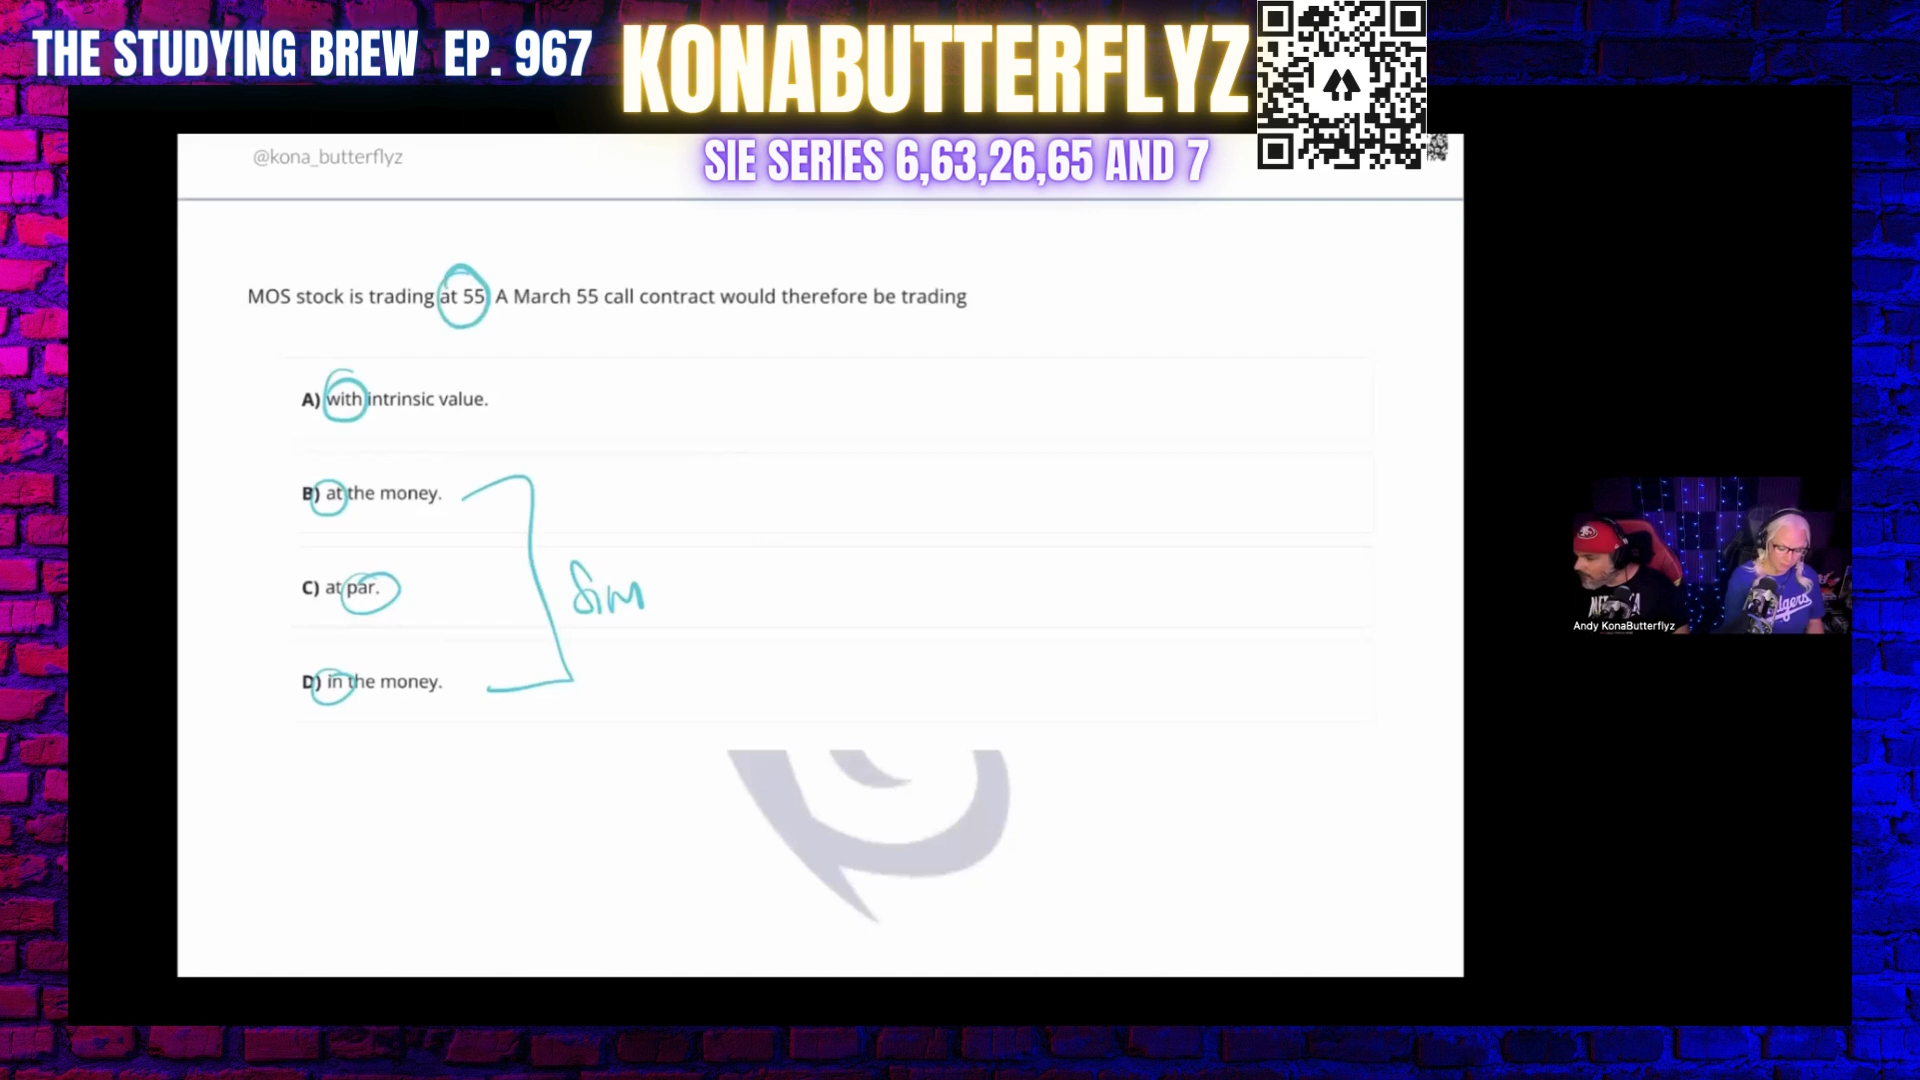 THE STUDYING BREW EP. 967
KONABUTTERFLYZ
SIE SERIES 6,63,26,65 AND 7
@kona_butterflyz
MOS stock is trading at 55. A March 55 call contract would therefore be trading
A) with intrinsic value.
B) at the money.
C) at par.
Sim
D) in the money.
Andy KonaButterflyz